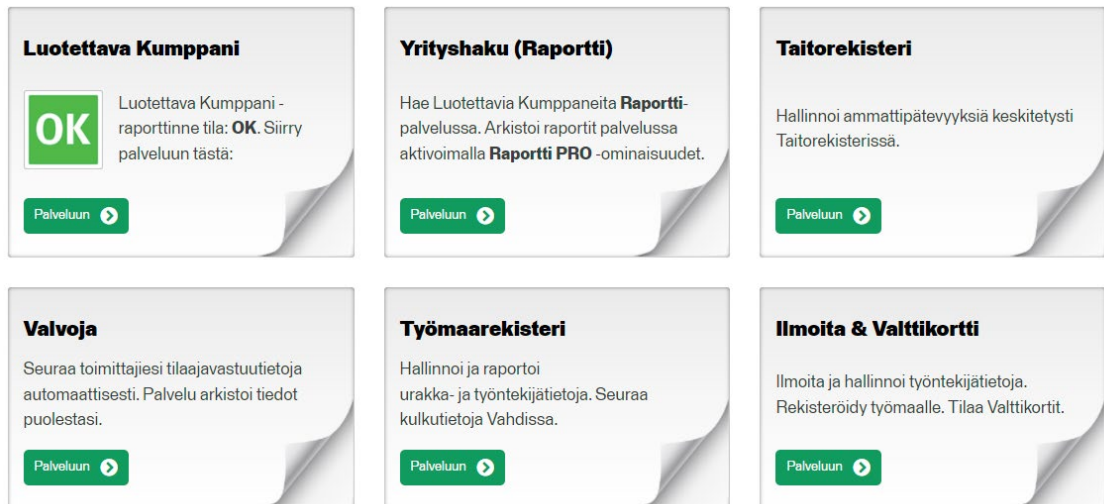 Luotettava Kumppani
OK
Luotettava Kumppani -
raporttinne tila: OK. Siirry
palveluun tästä:
Palveluun
Yrityshaku (Raportti)
Hae Luotettavia Kumppaneita Raportti-
palvelussa. Arkistoi raportit palvelussa
aktivoimalla Raportti PRO -ominaisuudet.
Palveluun
Taitorekisteri
Hallinnoi ammattipätevyyksiä keskitetysti
Taitorekisterissä.
Palveluun
Valvoja
Seuraa toimittajiesi tilaajavastuutietoja
automaattisesti. Palvelu arkistoi tiedot
puolestasi.
Palveluun
Työmaarekisteri
Hallinnoi ja raportoi
urakka- ja työntekijätietoja. Seuraa
kulkutietoja Vahdissa.
Palveluun
Ilmoita & Valttikortti
Ilmoita ja hallinnoi työntekijätietoja.
Rekisteröidy työmaalle. Tilaa Valttikortit.
Palveluun